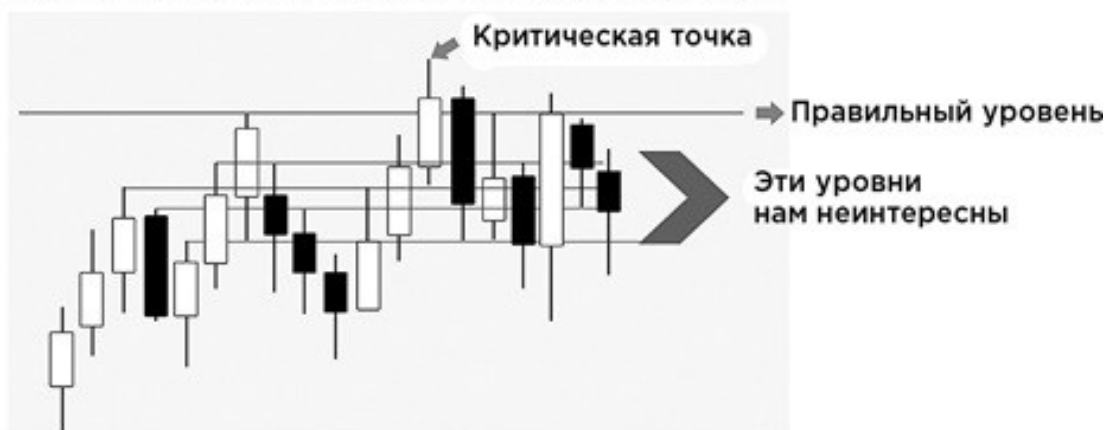 Критическая точка
Правильный уровень
Эти уровни
нам неинтересны